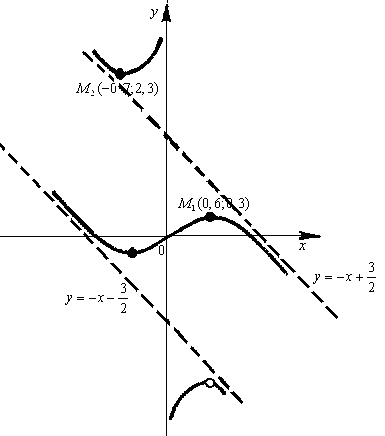 y
M₂(−0,7;2,3)
M₁(0,6;0,3)
x
0
y = −x + 3/2
y = −x − 3/2